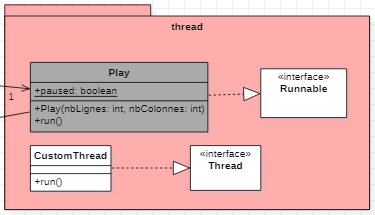 thread
Play
+paused: boolean
+Play(nbLignes: int, nbColonnes: int)
+run()
«interface»
Runnable
1
CustomThread
+run()
«interface»
Thread